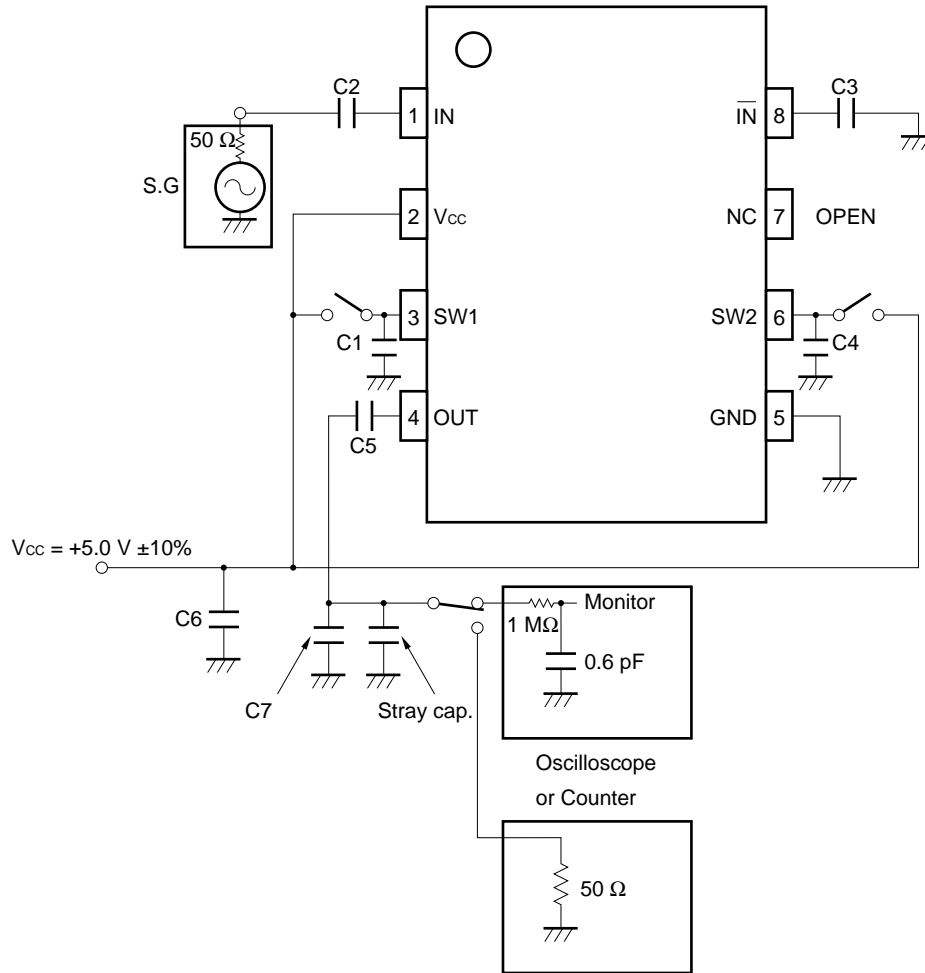 C2
1 IN
IN 8
C3
50 Ω
S.G
2 VCC
NC 7 OPEN
3 SW1
SW2 6
C1
C4
4 OUT
GND 5
C5
VCC = +5.0 V ±10%
C6
C7
Stray cap.
Monitor
1 MΩ
0.6 pF
Oscilloscope
or Counter
50 Ω